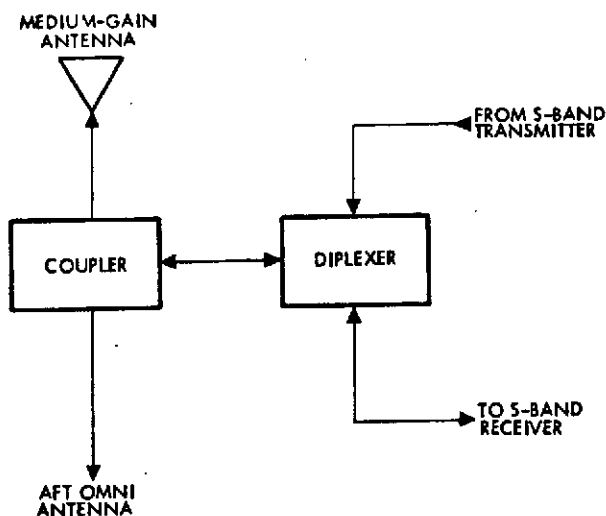 MEDIUM-GAIN
ANTENNA
FROM S-BAND
TRANSMITTER
COUPLER
DIPLEXER
TO S-BAND
RECEIVER
AFT OMNI
ANTENNA